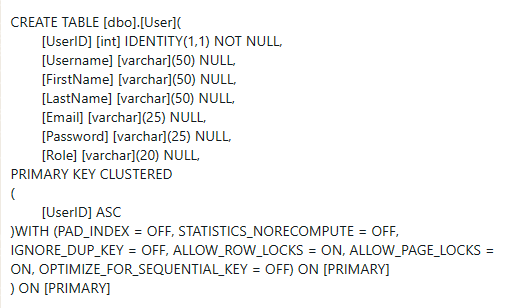 CREATE TABLE [dbo].[User](
[UserID] [int] IDENTITY(1,1) NOT NULL,
[Username] [varchar](50) NULL,
[FirstName] [varchar](50) NULL,
[LastName] [varchar](50) NULL,
[Email] [varchar](25) NULL,
[Password] [varchar](25) NULL,
[Role] [varchar](20) NULL,
PRIMARY KEY CLUSTERED
(
[UserID] ASC
)WITH (PAD_INDEX = OFF, STATISTICS_NORECOMPUTE = OFF,
IGNORE_DUP_KEY = OFF, ALLOW_ROW_LOCKS = ON, ALLOW_PAGE_LOCKS =
ON, OPTIMIZE_FOR_SEQUENTIAL_KEY = OFF) ON [PRIMARY]
) ON [PRIMARY]